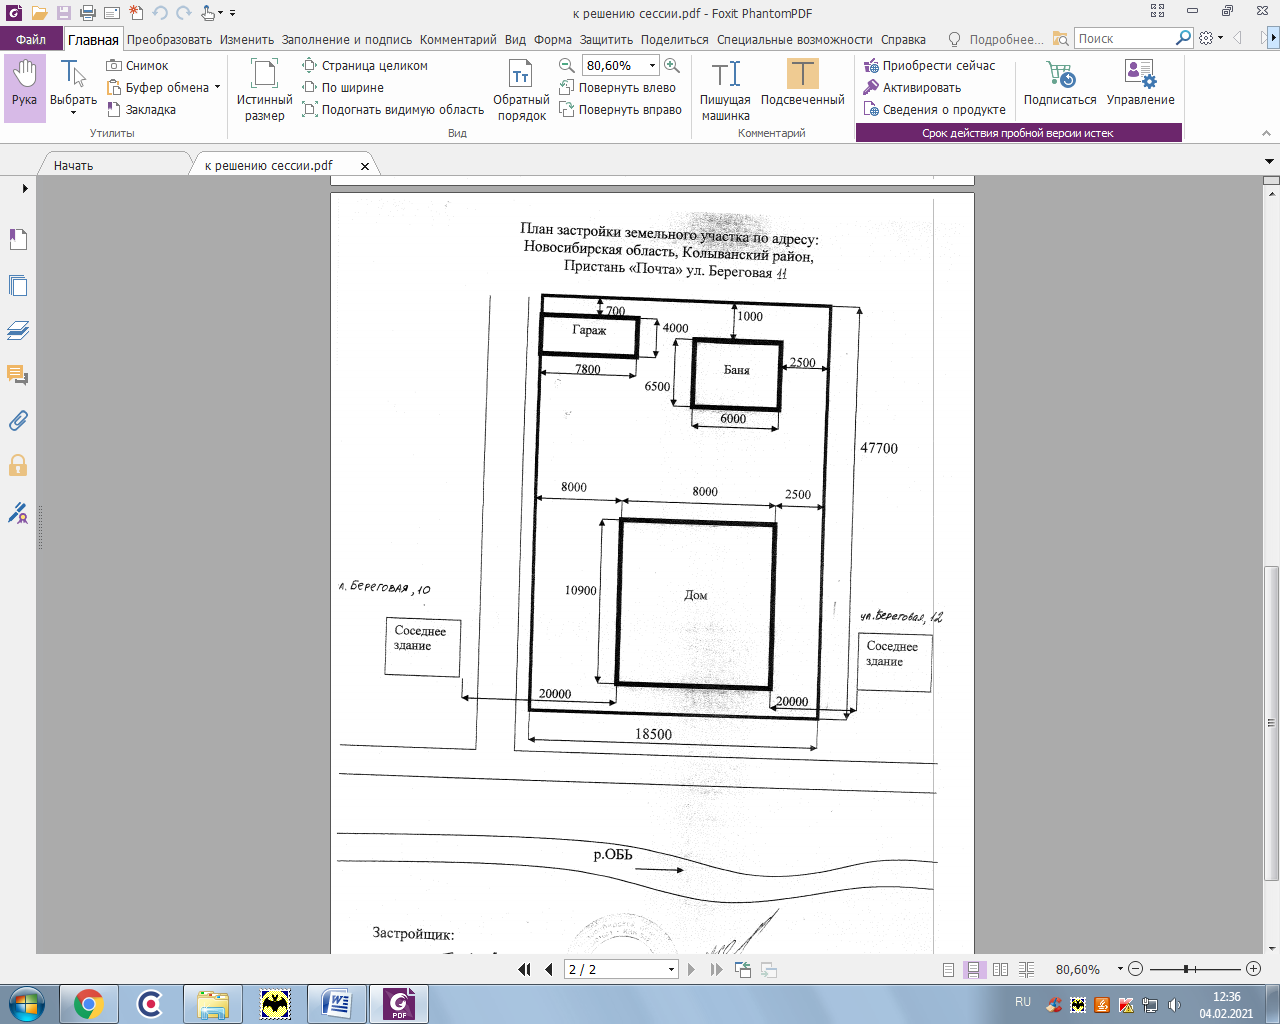 к решению сессии.pdf - Foxit PhantomPDF
Файл Главная Преобразовать Изменить Заполнение и подпись Комментарий Вид Форма Защитить Поделиться Специальные возможности Справка Подробнее... Поиск
Рука
Выбрать
Снимок
Буфер обмена
Закладка
Утилиты
Истинный размер
Страница целиком
По ширине
Подогнать видимую область
Обратный порядок
80,60%
Повернуть влево
Повернуть вправо
Вид
Пишущая машинка
Подсвеченный
Комментарий
Приобрести сейчас
Активировать
Сведения о продукте
Подписаться
Управление
Срок действия пробной версии истек
Начать
к решению сессии.pdf
План застройки земельного участка по адресу:
Новосибирская область, Колыванский район,
Пристань «Почта» ул. Береговая 11
700
1000
Гараж
4000
7800
Баня
2500
6500
6000
47700
8000
8000
2500
10900
Дом
л. Береговая, 10
ул. Береговая, 12
Соседнее
здание
Соседнее
здание
20000
20000
18500
р.ОБЬ
Застройщик:
2 / 2
80,60%
RU
12:36
04.02.2021